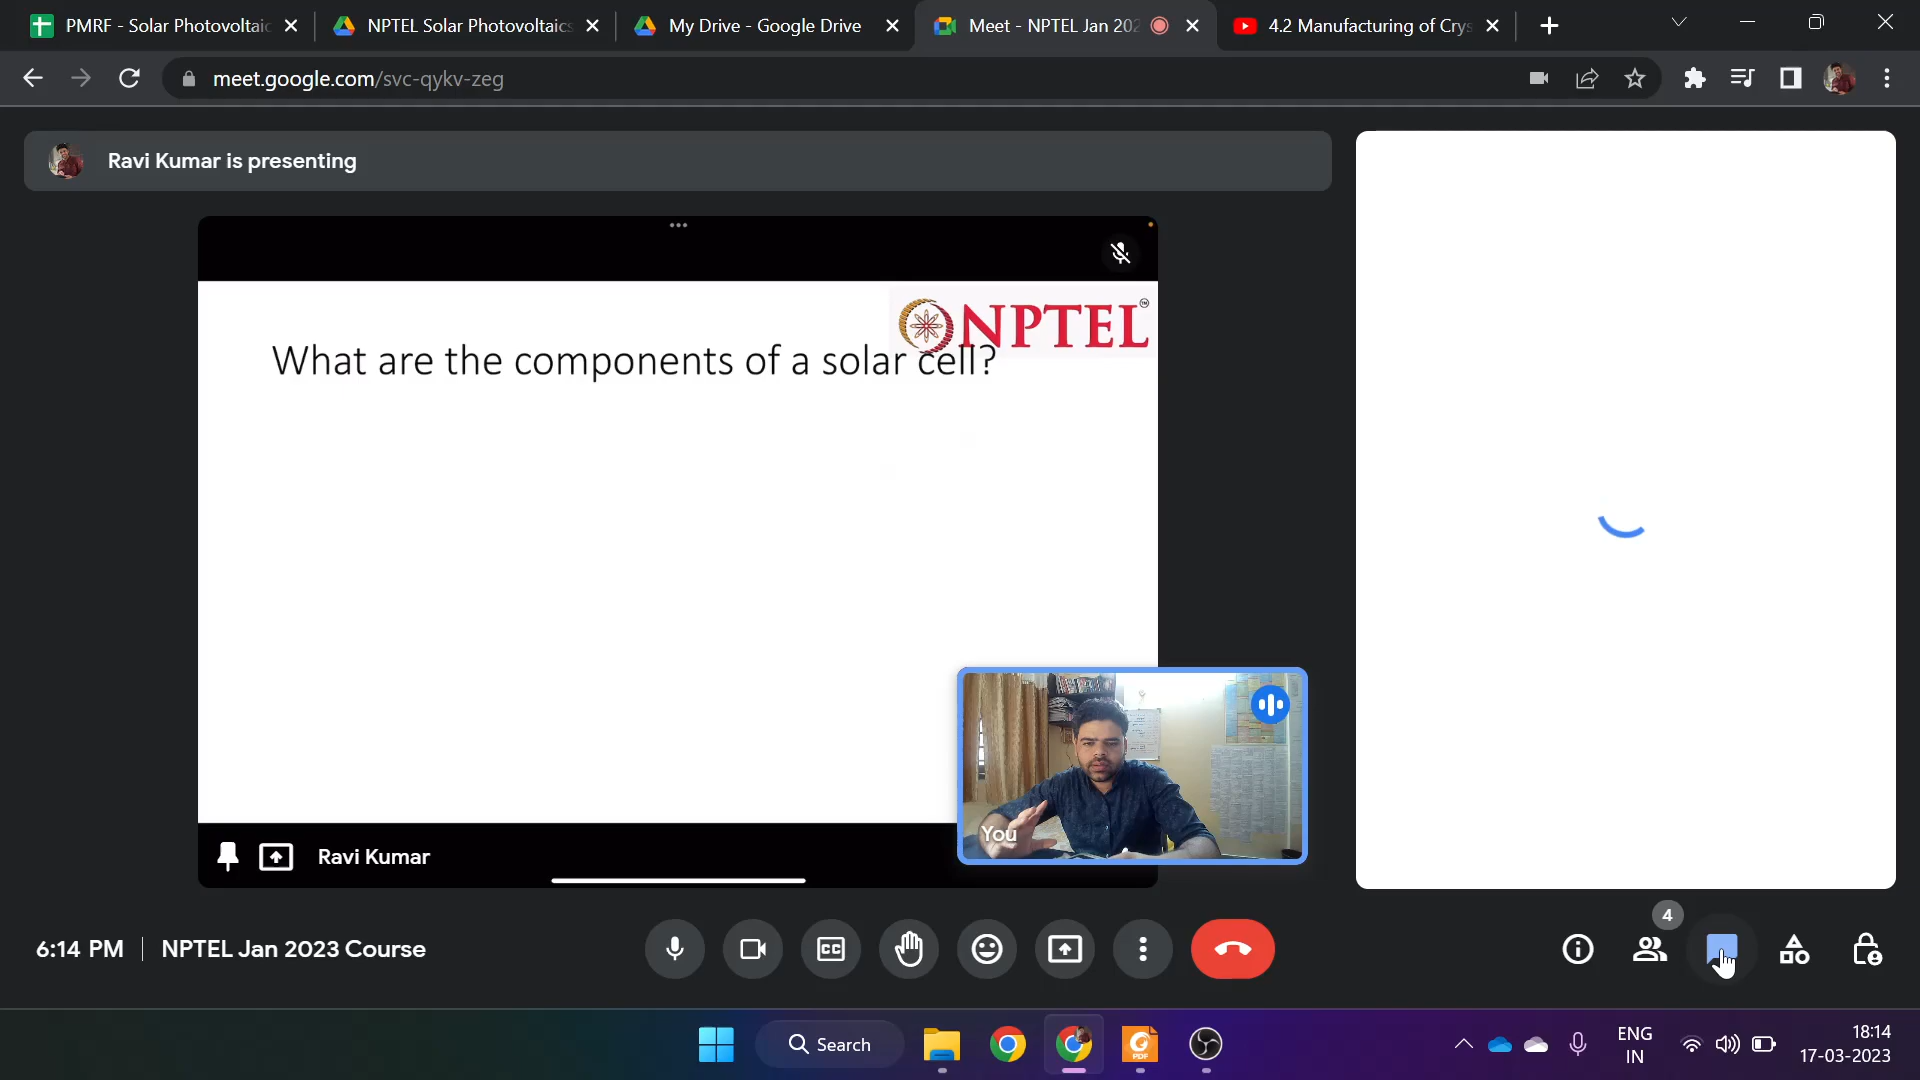 PMRF - Solar Photovoltaic
NPTEL Solar Photovoltaics
My Drive - Google Drive
Meet - NPTEL Jan 202
4.2 Manufacturing of Crys
meet.google.com/svc-qykv-zeg
Ravi Kumar is presenting
NPTEL
What are the components of a solar cell?
You
Ravi Kumar
4
6:14 PM | NPTEL Jan 2023 Course
CC
Search
PDF
ENG
IN
18:14
17-03-2023